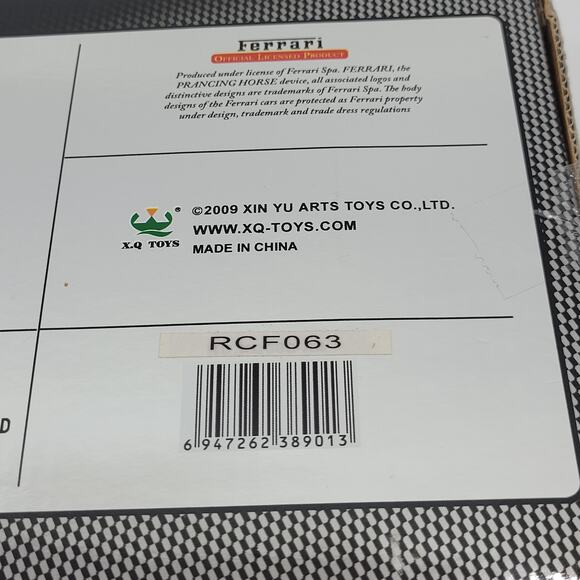 Ferrari
OFFICIAL LICENSED PRODUCT
Produced under license of Ferrari Spa. FERRARI, the
PRANCING HORSE device, all associated logos and
distinctive designs are trademarks of Ferrari Spa. The body
designs of the Ferrari cars are protected as Ferrari property
under design, trademark and trade dress regulations
®
X.Q TOYS
©2009 XIN YU ARTS TOYS CO.,LTD.
WWW.XQ-TOYS.COM
MADE IN CHINA
RCF063
D
6 947262 389013